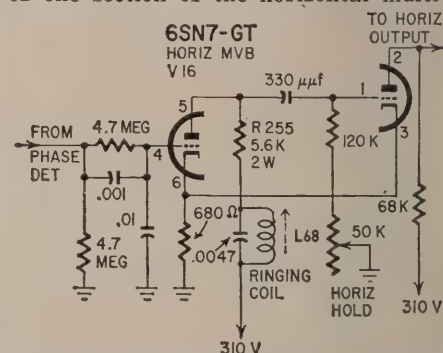 6SN7-GT
HORIZ MVB
V16
TO HORIZ
OUTPUT
2
330 μμf
5
1
FROM
PHASE
DET
4.7 MEG
4
R 255
5.6 K
2W
120 K
3
.001
6
.01
680 Ω
68 K
4.7
MEG
.0047
L68
50 K
RINGING
COIL
HORIZ
HOLD
310 V
310 V